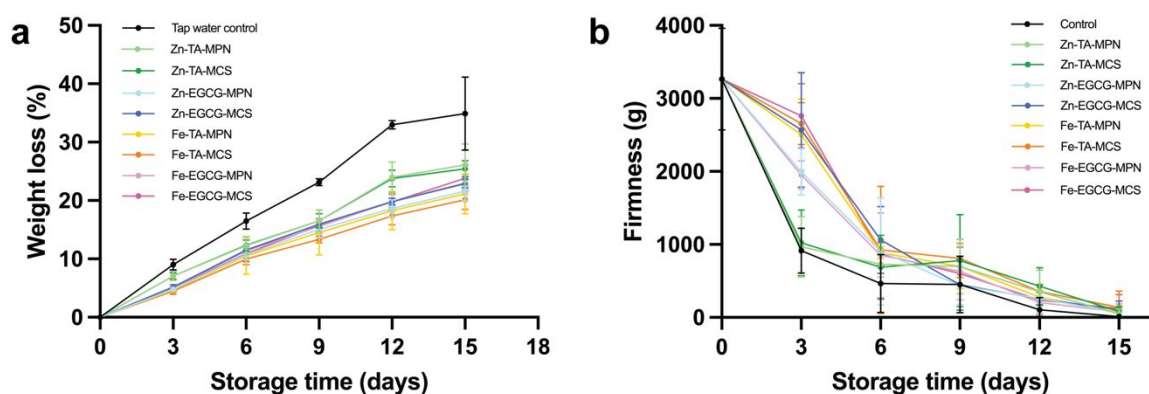 a
50
40
30
20
10
0
Weight loss (%)
Tap water control
Zn-TA-MPN
Zn-TA-MCS
Zn-EGCG-MPN
Zn-EGCG-MCS
Fe-TA-MPN
Fe-TA-MCS
Fe-EGCG-MPN
Fe-EGCG-MCS
0 3 6 9 12 15 18
Storage time (days)
b
4000
3000
2000
1000
0
Firmness (g)
Control
Zn-TA-MPN
Zn-TA-MCS
Zn-EGCG-MPN
Zn-EGCG-MCS
Fe-TA-MPN
Fe-TA-MCS
Fe-EGCG-MPN
Fe-EGCG-MCS
0 3 6 9 12 15
Storage time (days)